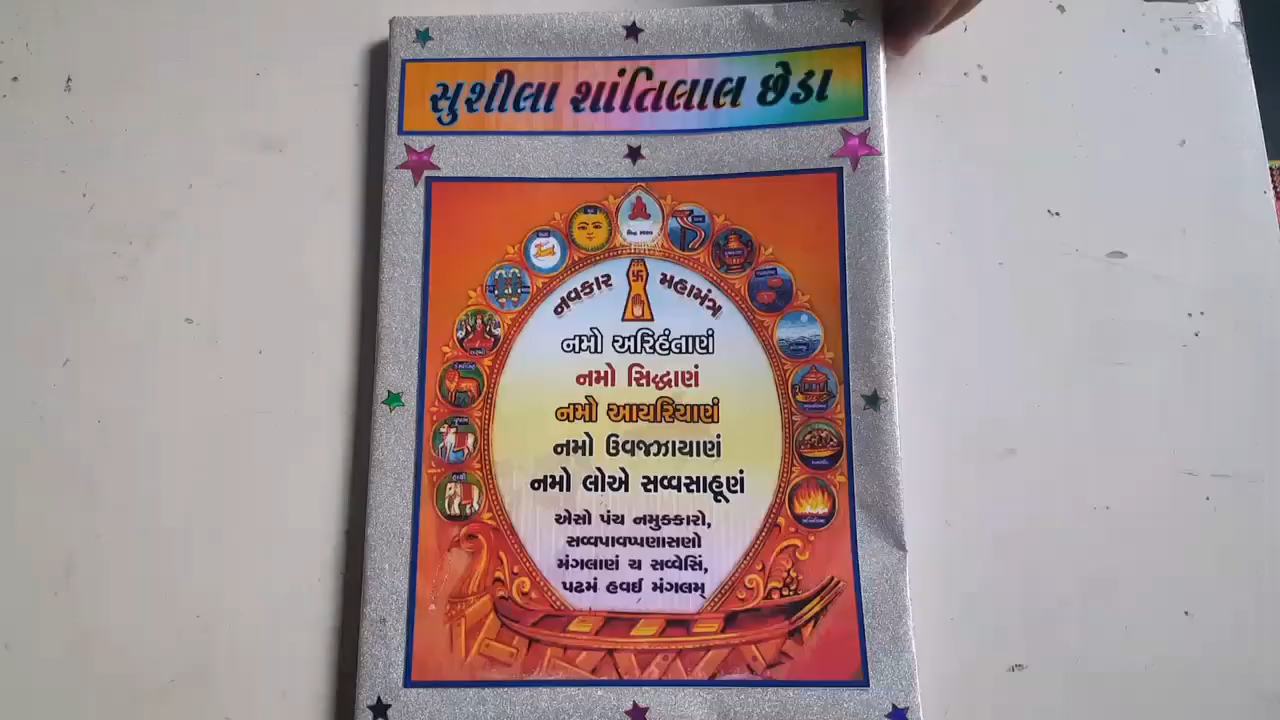 સુશીલા શાંતિલાલ છેડા
નવકાર મહામંત્ર
નમો અરિહંતાણં
નમો સિદ્ધાણં
નમો આયરિયાણં
નમો ઉવજ્ઝાયાણં
નમો લોએ સવ્વસાહૂણં
એસો પંચ નમુક્કારો,
સવ્વપાવપ્પણાસણો
મંગલાણં ચ સવ્વેસિં,
પઢમં હવઈ મંગલમ્